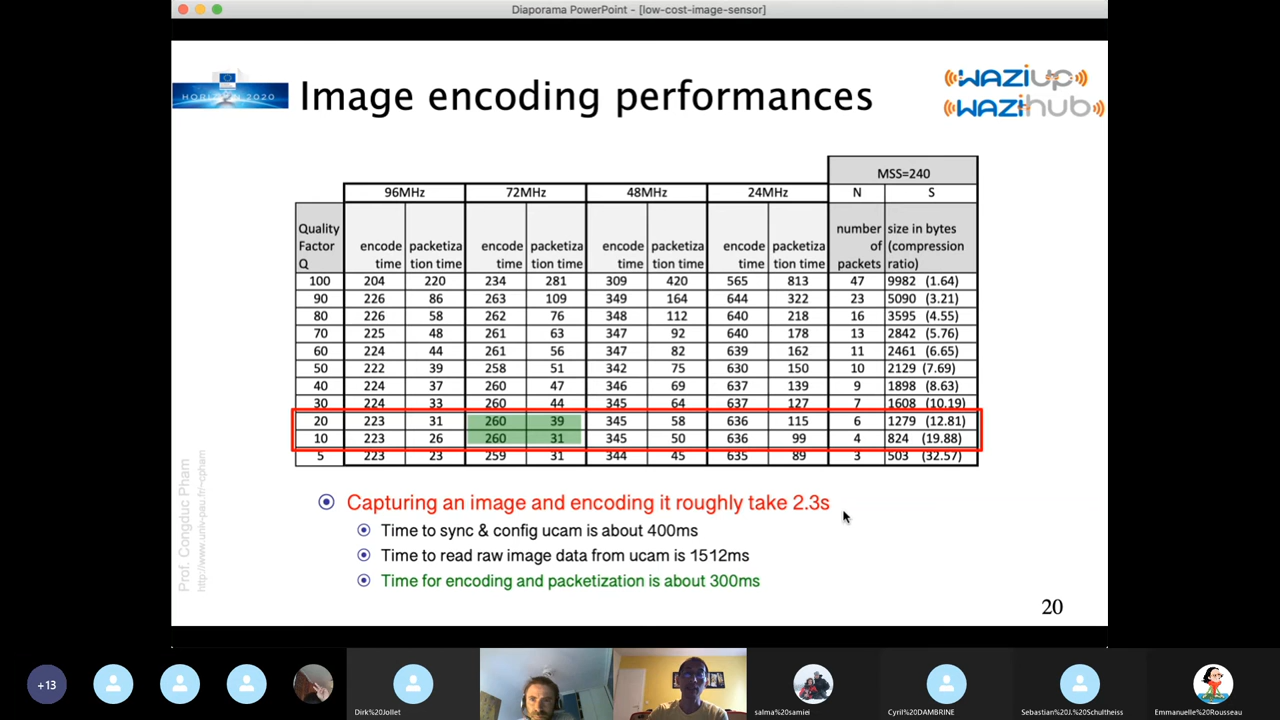 Diaporama PowerPoint - [low-cost-image-sensor]
HORIZON 2020
Image encoding performances
WAZIUP
WAZIHUB
MSS=240
96MHz 72MHz 48MHz 24MHz N S
Quality Factor Q encode time packetiza tion time encode time packetiza tion time encode time packetiza tion time encode time packetiza tion time number of packets size in bytes (compression ratio)
100 204 220 234 281 309 420 565 813 47 9982 (1.64)
90 226 86 263 109 349 164 644 322 23 5090 (3.21)
80 226 58 262 76 348 112 640 218 16 3595 (4.55)
70 225 48 261 63 347 92 640 178 13 2842 (5.76)
60 224 44 261 56 347 82 639 162 11 2461 (6.65)
50 222 39 258 51 342 75 630 150 10 2129 (7.69)
40 224 37 260 47 346 69 637 139 9 1898 (8.63)
30 224 33 260 44 345 64 637 127 7 1608 (10.19)
20 223 31 260 39 345 58 636 115 6 1279 (12.81)
10 223 26 260 31 345 50 636 99 4 824 (19.88)
5 223 23 259 31 344 45 635 89 3 503 (32.57)
Capturing an image and encoding it roughly take 2.3s
Time to sync & config ucam is about 400ms
Time to read raw image data from ucam is 1512ms
Time for encoding and packetization is about 300ms
Prof. Congduc Pham
http://www.univ-pau.fr/~cpham
20
+13
Dirk%20Jollet
salma%20samiei
Cyril%20DAMBRINE
Sebastian%20J.%20Schultheiss
Emmanuelle%20Rousseau